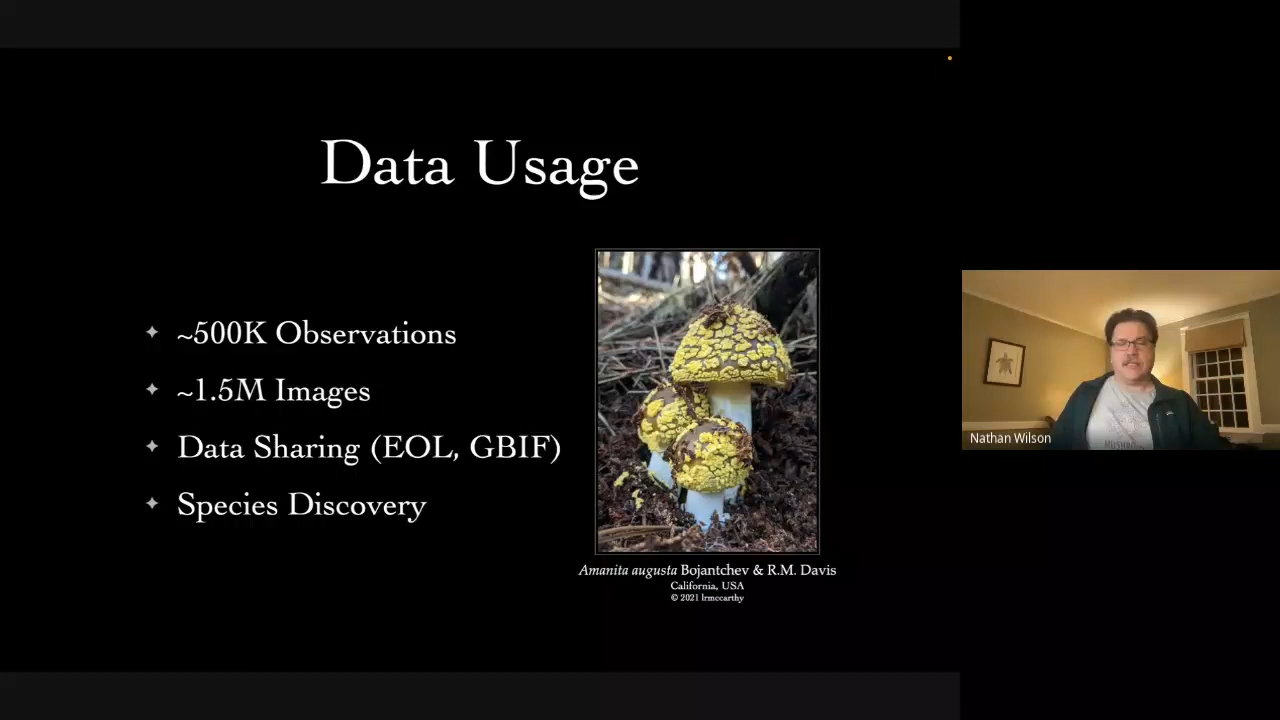 Data Usage
~500K Observations
~1.5M Images
Data Sharing (EOL, GBIF)
Species Discovery
Amanita augusta Bojantchev & R.M. Davis
California, USA
© 2021 lrmccarthy
Nathan Wilson